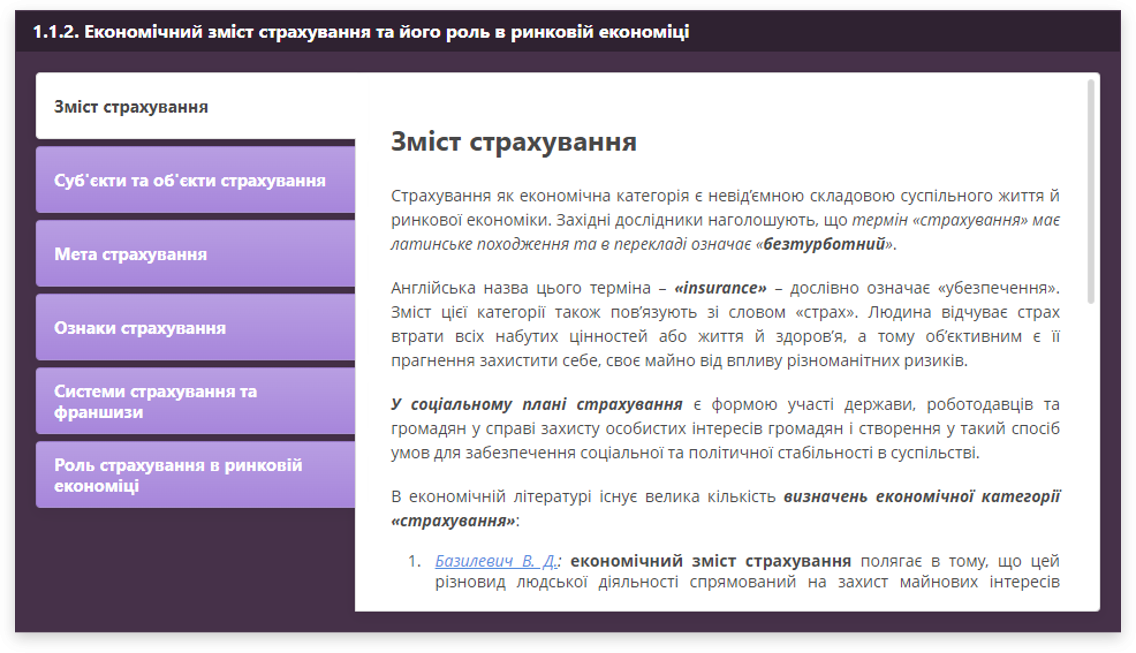 1.1.2. Економічний зміст страхування та його роль в ринковій економіці
Зміст страхування
Суб'єкти та об'єкти страхування
Мета страхування
Ознаки страхування
Системи страхування та
франшизи
Роль страхування в ринковій
економіці
Зміст страхування
Страхування як економічна категорія є невід’ємною складовою суспільного життя й
ринкової економіки. Західні дослідники наголошують, що термін «страхування» має
латинське походження та в перекладі означає «безтурботний».
Англійська назва цього терміна – «insurance» – дослівно означає «убезпечення».
Зміст цієї категорії також пов’язують зі словом «страх». Людина відчуває страх
втрати всіх набутих цінностей або життя й здоров’я, а тому об’єктивним є її
прагнення захистити себе, своє майно від впливу різноманітних ризиків.
У соціальному плані страхування є формою участі держави, роботодавців та
громадян у справі захисту особистих інтересів громадян і створення у такий спосіб
умов для забезпечення соціальної та політичної стабільності в суспільстві.
В економічній літературі існує велика кількість визначень економічної категорії
«страхування»:
1. Базилевич В. Д.: економічний зміст страхування полягає в тому, що цей
різновид людської діяльності спрямований на захист майнових інтересів